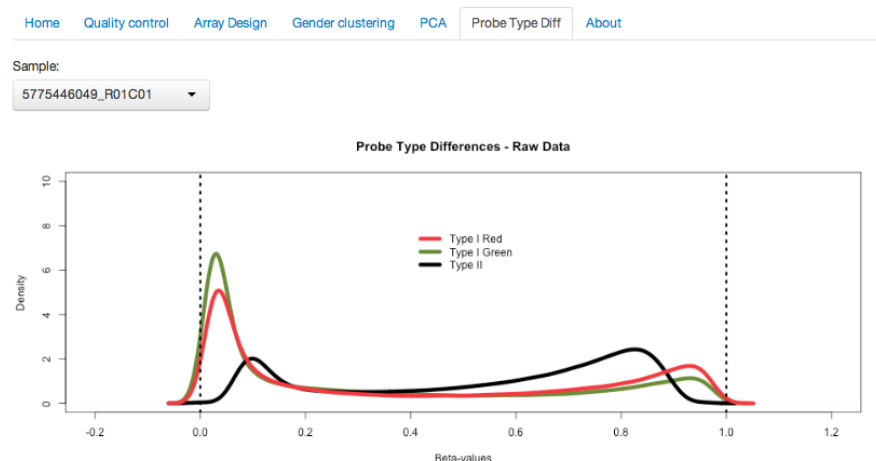 Home Quality control Array Design Gender clustering PCA Probe Type Diff About
Sample:
5775446049_R01C01
Probe Type Differences - Raw Data
10
8
6
4
2
0
Density
Type I Red
Type I Green
Type II
-0.2 0.0 0.2 0.4 0.6 0.8 1.0 1.2
Beta-values